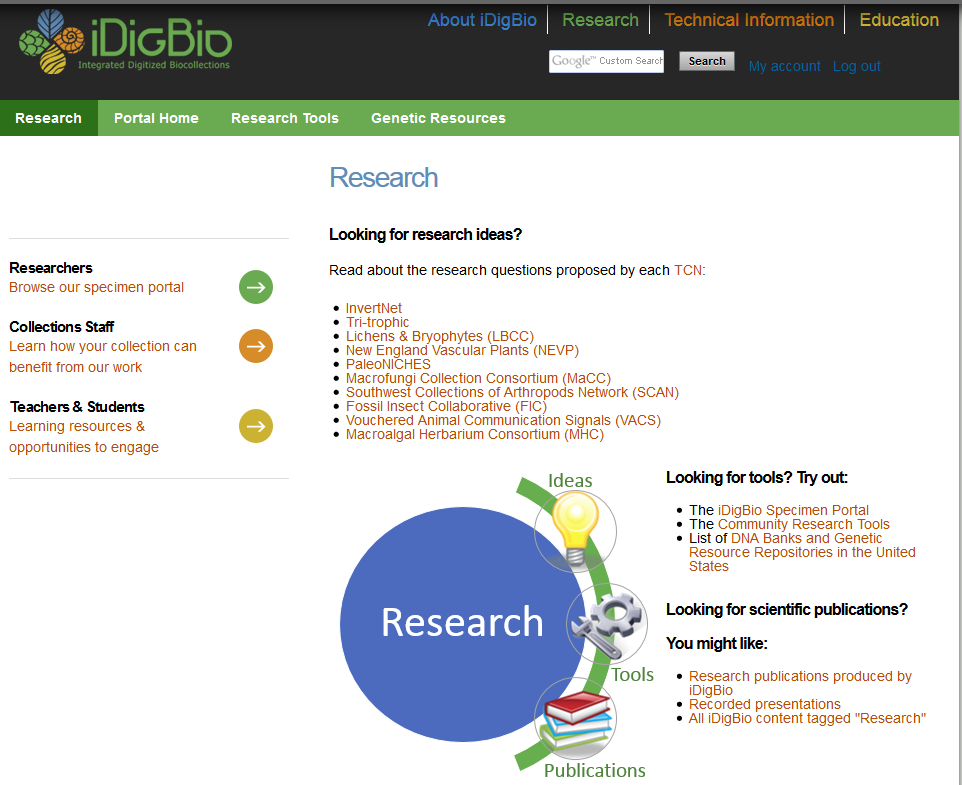 iDigBio
Integrated Digitized Biocollections
About iDigBio
Research
Technical Information
Education
Google™ Custom Search
Search
My account
Log out
Research
Portal Home
Research Tools
Genetic Resources
Researchers
Browse our specimen portal
Collections Staff
Learn how your collection can
benefit from our work
Teachers & Students
Learning resources &
opportunities to engage
Research
Looking for research ideas?
Read about the research questions proposed by each TCN:
InvertNet
Tri-trophic
Lichens & Bryophytes (LBCC)
New England Vascular Plants (NEVP)
PaleoNICHES
Macrofungi Collection Consortium (MaCC)
Southwest Collections of Arthropods Network (SCAN)
Fossil Insect Collaborative (FIC)
Vouchered Animal Communication Signals (VACS)
Macroalgal Herbarium Consortium (MHC)
Research
Ideas
Tools
Publications
Looking for tools? Try out:
The iDigBio Specimen Portal
The Community Research Tools
List of DNA Banks and Genetic
Resource Repositories in the United
States
Looking for scientific publications?
You might like:
Research publications produced by
iDigBio
Recorded presentations
All iDigBio content tagged "Research"